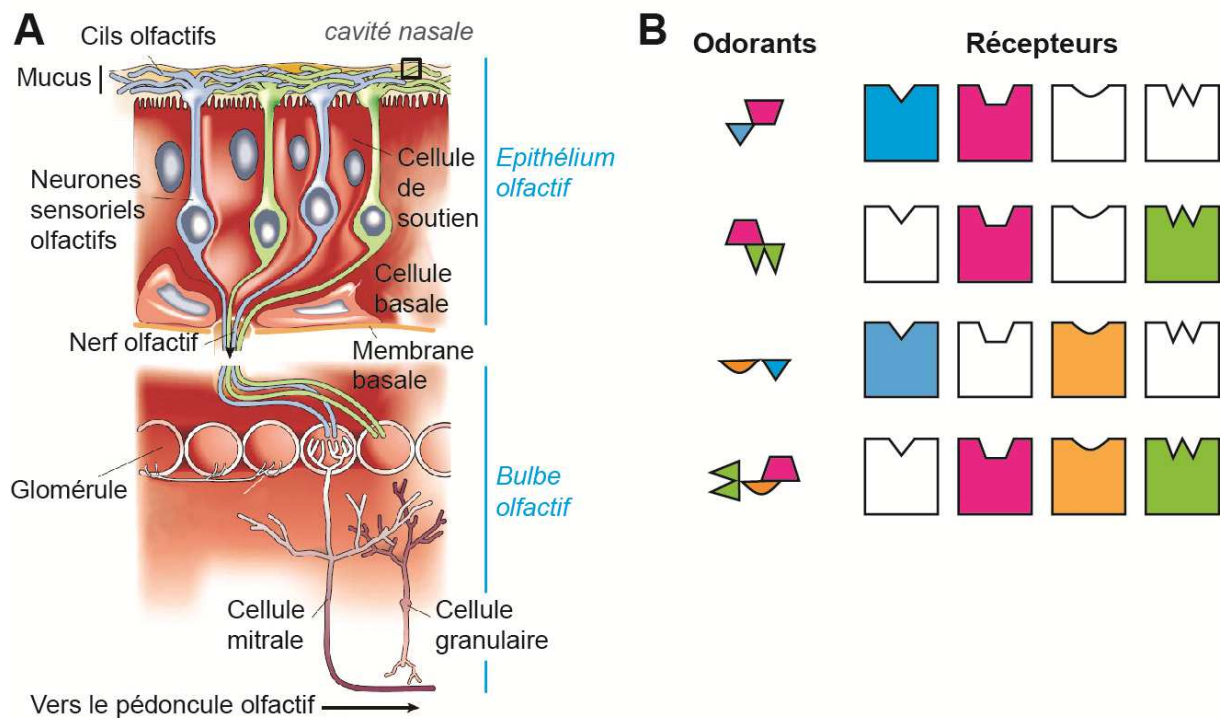 A
Cils olfactifs
cavité nasale
Mucus
Neurones
sensoriels
olfactifs
Cellule
de
soutien
Epithélium
olfactif
Cellule
basale
Nerf olfactif
Membrane
basale
Glomérule
Bulbe
olfactif
Cellule
mitrale
Cellule
granulaire
Vers le pédoncule olfactif
B
Odorants
Récepteurs